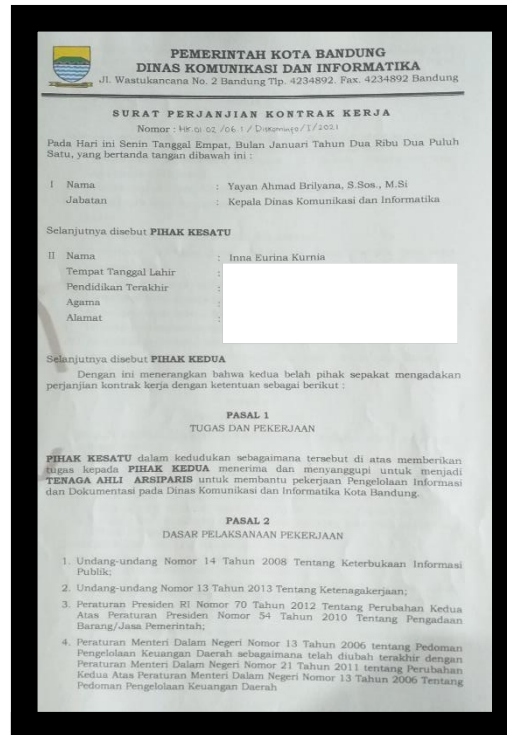 PEMERINTAH KOTA BANDUNG
DINAS KOMUNIKASI DAN INFORMATIKA
Jl. Wastukancana No. 2 Bandung Tlp. 4234892. Fax. 4234892 Bandung
SURAT PERJANJIAN KONTRAK KERJA
Nomor : HK.01.02/06.1/Diskominfo/I/2021
Pada Hari ini Senin Tanggal Empat, Bulan Januari Tahun Dua Ribu Dua Puluh
Satu, yang bertanda tangan dibawah ini :
I Nama : Yayan Ahmad Brilyana, S.Sos., M.Si
Jabatan : Kepala Dinas Komunikasi dan Informatika
Selanjutnya disebut PIHAK KESATU
II Nama : Inna Eurina Kurnia
Tempat Tanggal Lahir :
Pendidikan Terakhir :
Agama :
Alamat :
Selanjutnya disebut PIHAK KEDUA
Dengan ini menerangkan bahwa kedua belah pihak sepakat mengadakan
perjanjian kontrak kerja dengan ketentuan sebagai berikut :
PASAL 1
TUGAS DAN PEKERJAAN
PIHAK KESATU dalam kedudukan sebagaimana tersebut di atas memberikan
tugas kepada PIHAK KEDUA menerima dan menyanggupi untuk menjadi
TENAGA AHLI ARSIPARIS untuk membantu pekerjaan Pengelolaan Informasi
dan Dokumentasi pada Dinas Komunikasi dan Informatika Kota Bandung.
PASAL 2
DASAR PELAKSANAAN PEKERJAAN
1. Undang-undang Nomor 14 Tahun 2008 Tentang Keterbukaan Informasi
Publik;
2. Undang-undang Nomor 13 Tahun 2013 Tentang Ketenagakerjaan;
3. Peraturan Presiden RI Nomor 70 Tahun 2012 Tentang Perubahan Kedua
Atas Peraturan Presiden Nomor 54 Tahun 2010 Tentang Pengadaan
Barang/Jasa Pemerintah;
4. Peraturan Menteri Dalam Negeri Nomor 13 Tahun 2006 tentang Pedoman
Pengelolaan Keuangan Daerah sebagaimana telah diubah terakhir dengan
Peraturan Menteri Dalam Negeri Nomor 21 Tahun 2011 tentang Perubahan
Kedua Atas Peraturan Menteri Dalam Negeri Nomor 13 Tahun 2006 Tentang
Pedoman Pengelolaan Keuangan Daerah